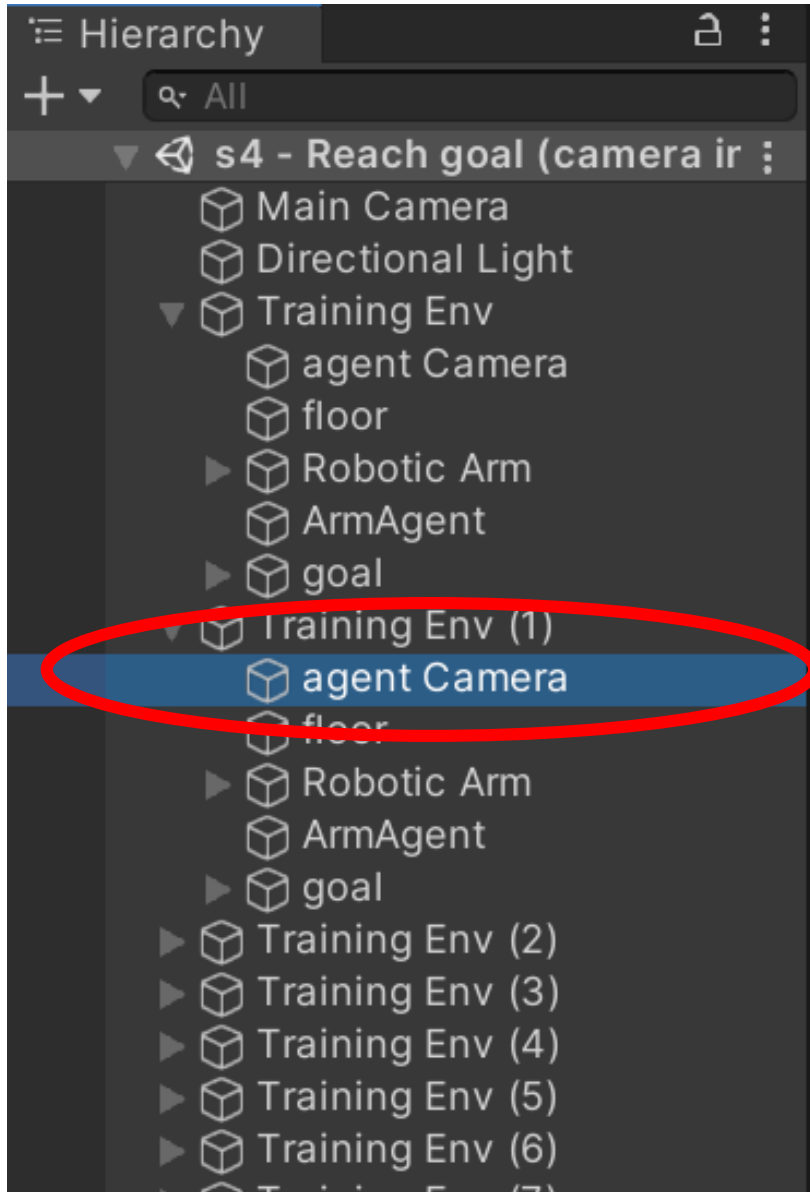 Hierarchy
All
s4 - Reach goal (camera ir
Main Camera
Directional Light
Training Env
agent Camera
floor
Robotic Arm
ArmAgent
goal
Training Env (1)
agent Camera
floor
Robotic Arm
ArmAgent
goal
Training Env (2)
Training Env (3)
Training Env (4)
Training Env (5)
Training Env (6)